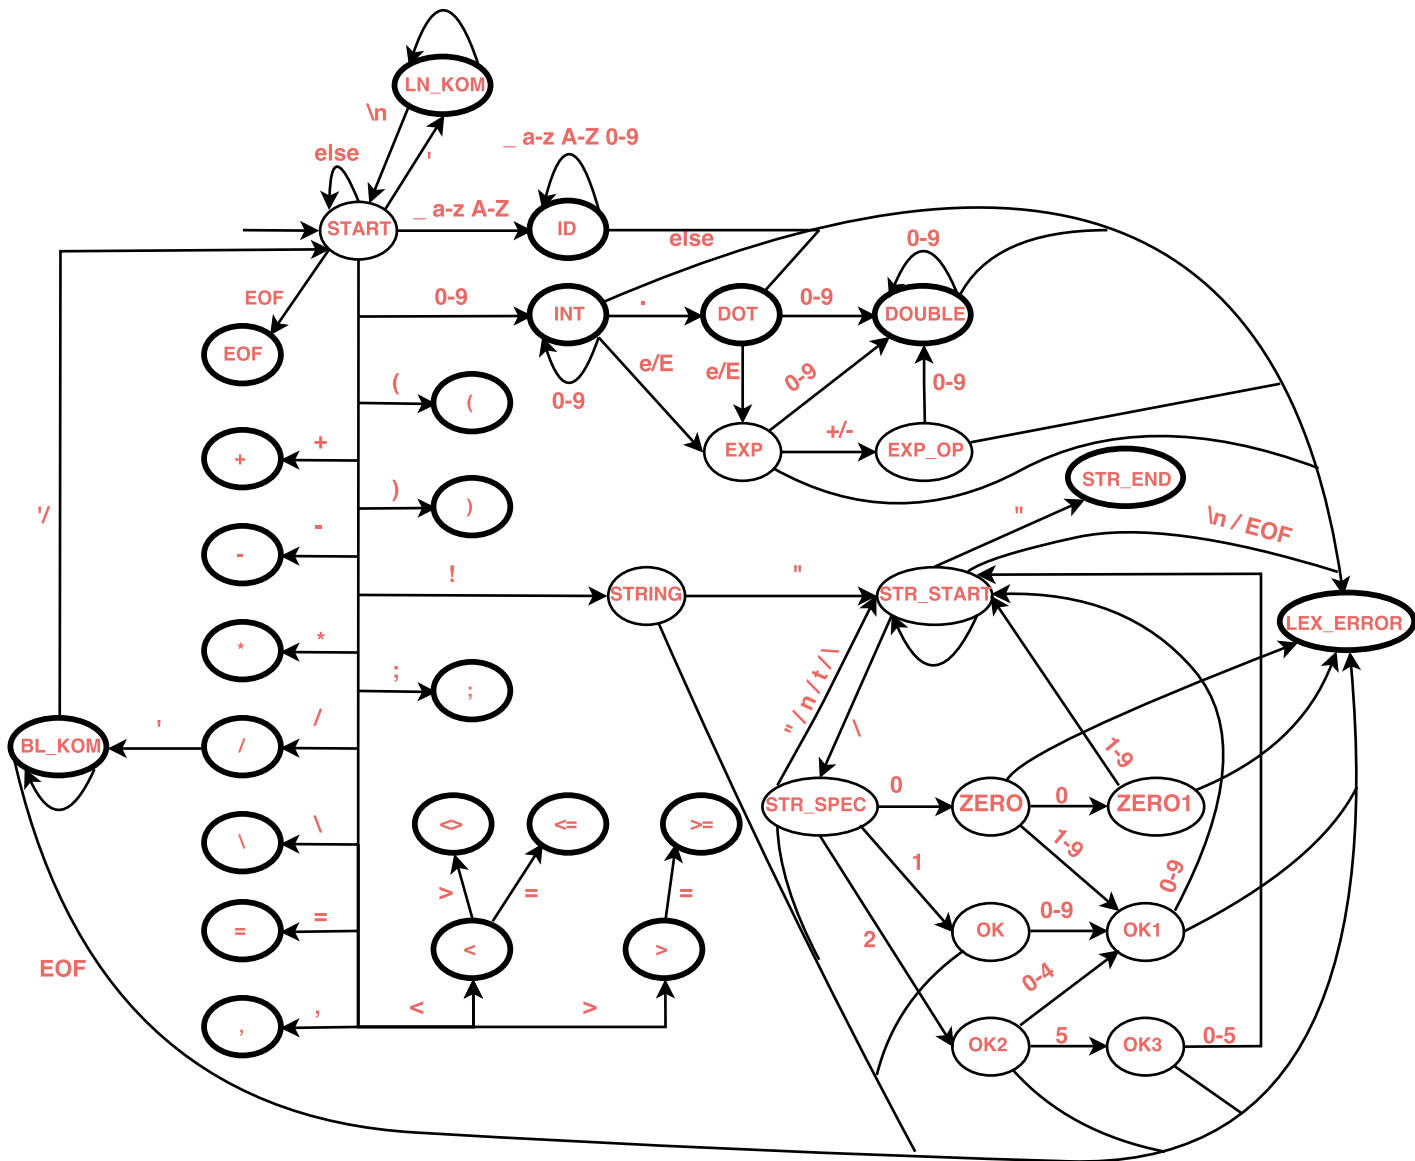 LN_KOM
\n
'
else
_ a-z A-Z 0-9
START
_ a-z A-Z
ID
else
0-9
EOF
0-9
INT
.
DOT
0-9
DOUBLE
EOF
e/E
e/E
0-9
0-9
0-9
(
(
+
+
EXP
+/-
EXP_OP
STR_END
)
)
'/
-
-
"
\n / EOF
!
STRING
"
STR_START
LEX_ERROR
*
*
;
;
" / n / t / \
/
/
'
BL_KOM
\
1-9
STR_SPEC
0
ZERO
0
ZERO1
\
\
<>
<=
>=
1-9
0-9
1
>
=
=
=
=
<
>
2
0-9
OK
OK1
EOF
0-4
,
,
<
>
OK2
5
OK3
0-5